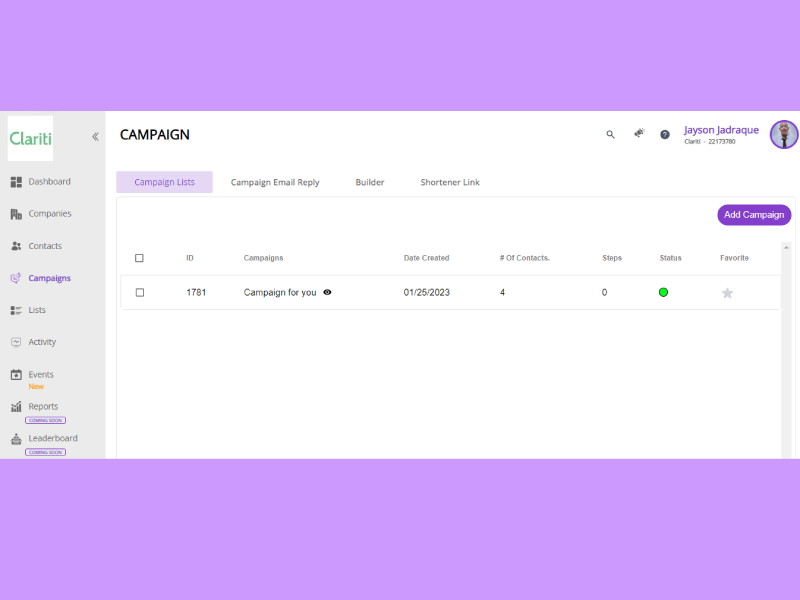 Clariti
CAMPAIGN
Jayson Jadraque
Clariti - 22173780
Dashboard
Companies
Contacts
Campaigns
Lists
Activity
Events
New
Reports
COMING SOON
Leaderboard
COMING SOON
Campaign Lists Campaign Email Reply Builder Shortener Link
Add Campaign
ID Campaigns Date Created # Of Contacts. Steps Status Favorite
1781 Campaign for you 01/25/2023 4 0